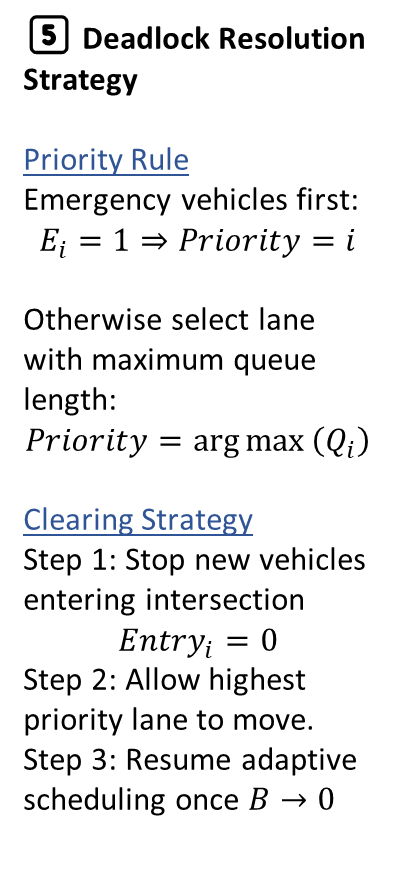 5 Deadlock Resolution
Strategy
Priority Rule
Emergency vehicles first:
E_i = 1 ⇒ Priority = i
Otherwise select lane
with maximum queue
length:
Priority = arg max (Q_i)
Clearing Strategy
Step 1: Stop new vehicles
entering intersection
Entry_i = 0
Step 2: Allow highest
priority lane to move.
Step 3: Resume adaptive
scheduling once B → 0